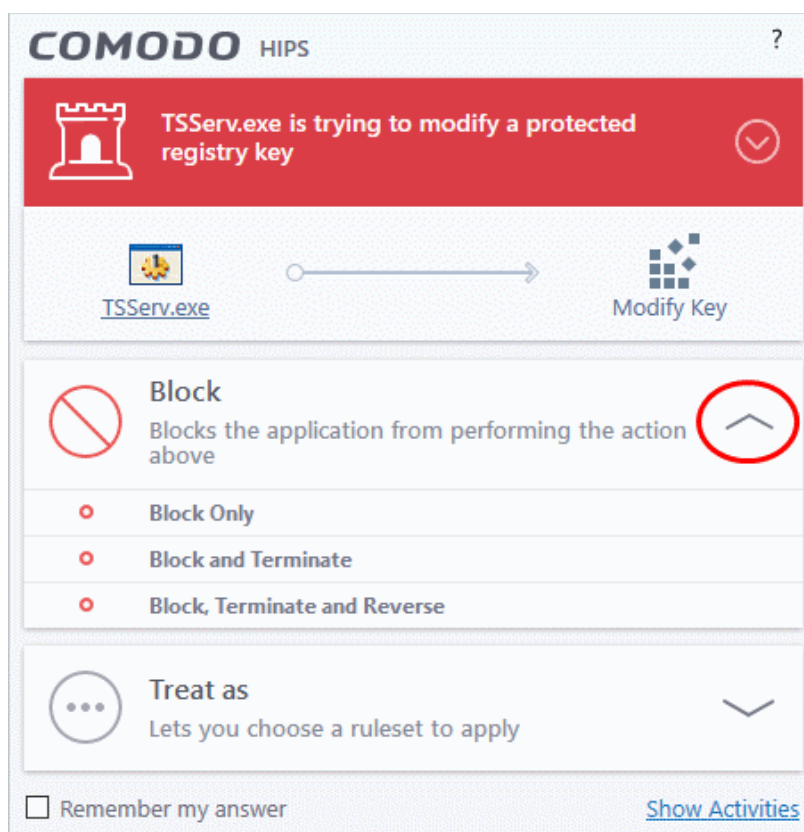 COMODO HIPS ?
TSServ.exe is trying to modify a protected
registry key
TSServ.exe Modify Key
Block
Blocks the application from performing the action
above
Block Only
Block and Terminate
Block, Terminate and Reverse
Treat as
Lets you choose a ruleset to apply
Remember my answer Show Activities